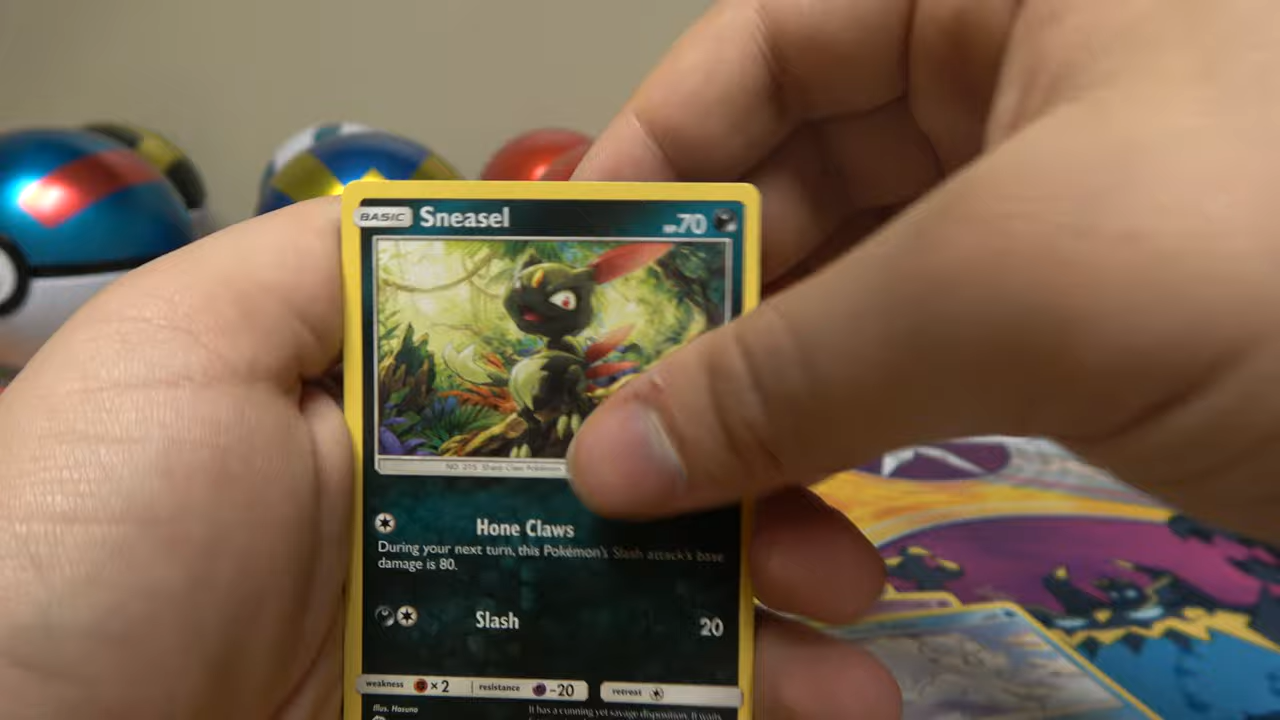 BASIC Sneasel HP 70
NO. 215 Sharp Claw Pokémon
Hone Claws
During your next turn, this Pokémon's Slash attack's base
damage is 80.
Slash 20
weakness ×2 resistance -20 retreat
Illus. Hasuno
It has a cunning yet savage disposition. It waits